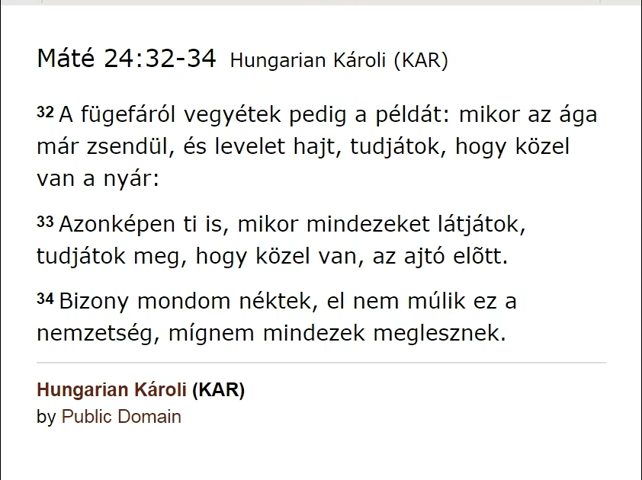 Máté 24:32-34 Hungarian Károli (KAR)
32 A fügefáról vegyétek pedig a példát: mikor az ága
már zsendül, és levelet hajt, tudjátok, hogy közel
van a nyár:
33 Azonképen ti is, mikor mindezeket látjátok,
tudjátok meg, hogy közel van, az ajtó elõtt.
34 Bizony mondom néktek, el nem múlik ez a
nemzetség, mígnem mindezek meglesznek.
Hungarian Károli (KAR)
by Public Domain